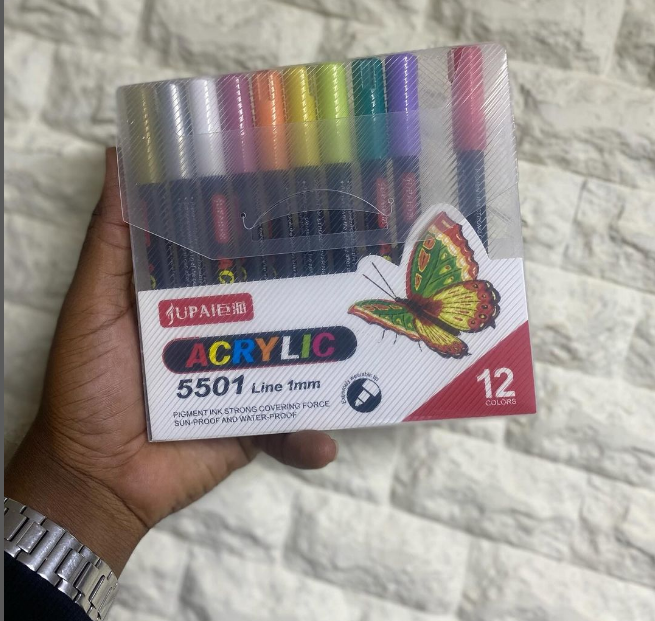 JUPAI巨润
ACRYLIC
5501 Line 1mm
PIGMENT INK STRONG COVERING FORCE
SUN-PROOF AND WATER-PROOF
12
COLORS